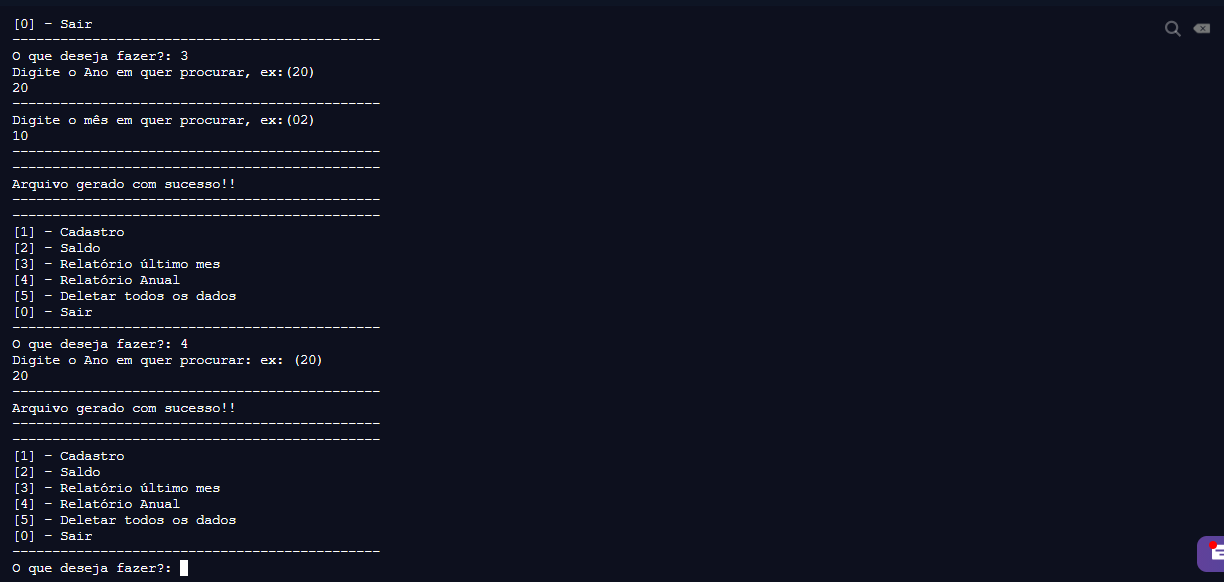 [0] - Sair
----------------------------------------------
O que deseja fazer?: 3
Digite o Ano em quer procurar, ex:(20)
20
----------------------------------------------
Digite o mês em quer procurar, ex:(02)
10
----------------------------------------------
----------------------------------------------
Arquivo gerado com sucesso!!
----------------------------------------------
----------------------------------------------
[1] - Cadastro
[2] - Saldo
[3] - Relatório último mes
[4] - Relatório Anual
[5] - Deletar todos os dados
[0] - Sair
----------------------------------------------
O que deseja fazer?: 4
Digite o Ano em quer procurar: ex: (20)
20
----------------------------------------------
Arquivo gerado com sucesso!!
----------------------------------------------
----------------------------------------------
[1] - Cadastro
[2] - Saldo
[3] - Relatório último mes
[4] - Relatório Anual
[5] - Deletar todos os dados
[0] - Sair
----------------------------------------------
O que deseja fazer?: